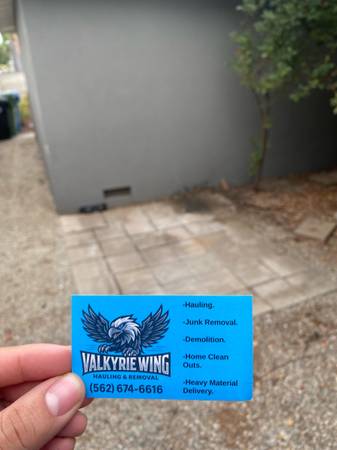 VALKYRIE WING
HAULING & REMOVAL
(562) 674-6616
-Hauling.
-Junk Removal.
-Demolition.
-Home Clean
Outs.
-Heavy Material
Delivery.